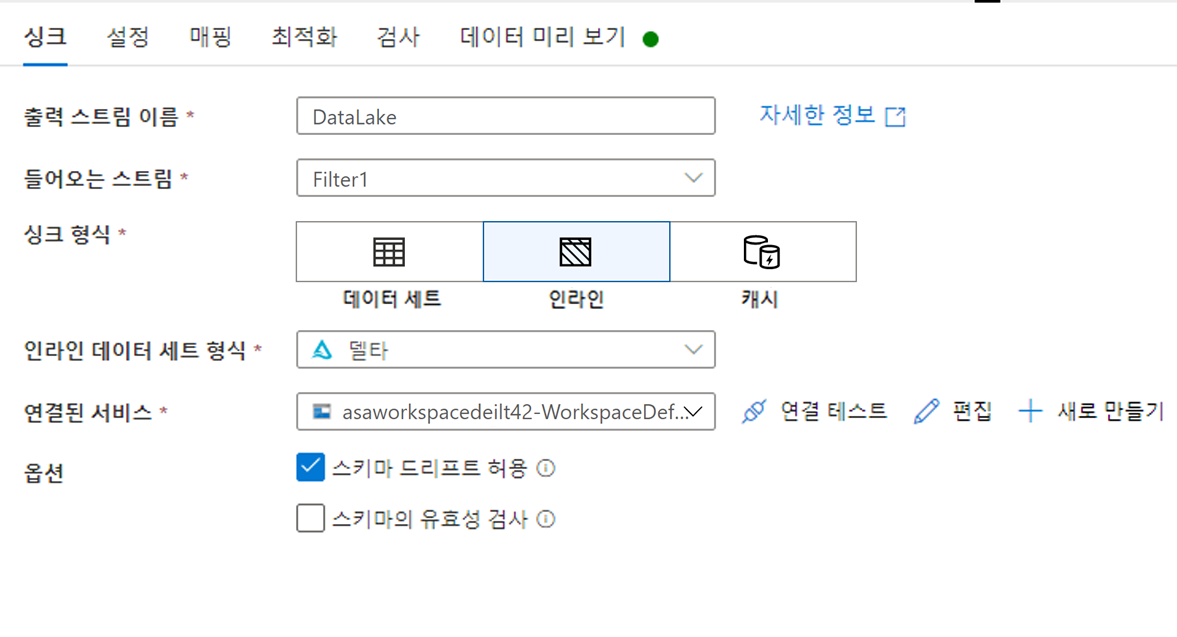 싱크 설정 매핑 최적화 검사 데이터 미리 보기
출력 스트림 이름 * DataLake 자세한 정보
들어오는 스트림 * Filter1
싱크 형식 *
데이터 세트 인라인 캐시
인라인 데이터 세트 형식 * 델타
연결된 서비스 * asaworkspacedeilt42-WorkspaceDef... 연결 테스트 편집 새로 만들기
옵션 스키마 드리프트 허용
스키마의 유효성 검사